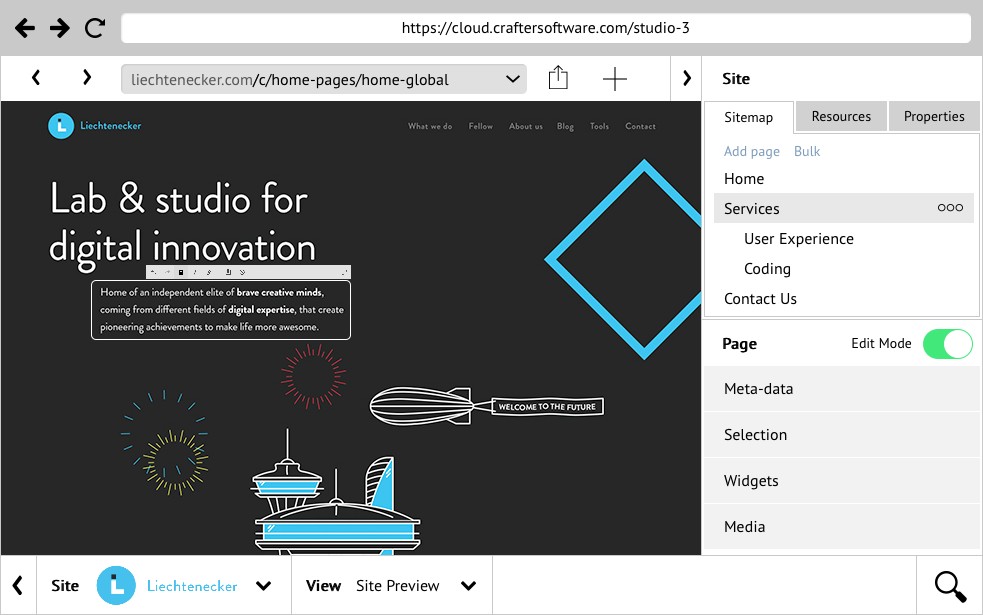 https://cloud.craftersoftware.com/studio-3
liechtenecker.com/c/home-pages/home-global
Site
Sitemap
Resources
Properties
Add page
Bulk
Home
Services
User Experience
Coding
Contact Us
Page
Edit Mode
Meta-data
Selection
Widgets
Media
Liechtenecker
What we do
Fellow
About us
Blog
Tools
Contact
Lab & studio for
digital innovation
Home of an independent elite of brave creative minds,
coming from different fields of digital expertise, that create
pioneering achievements to make life more awesome.
WELCOME TO THE FUTURE
Site
Liechtenecker
View
Site Preview